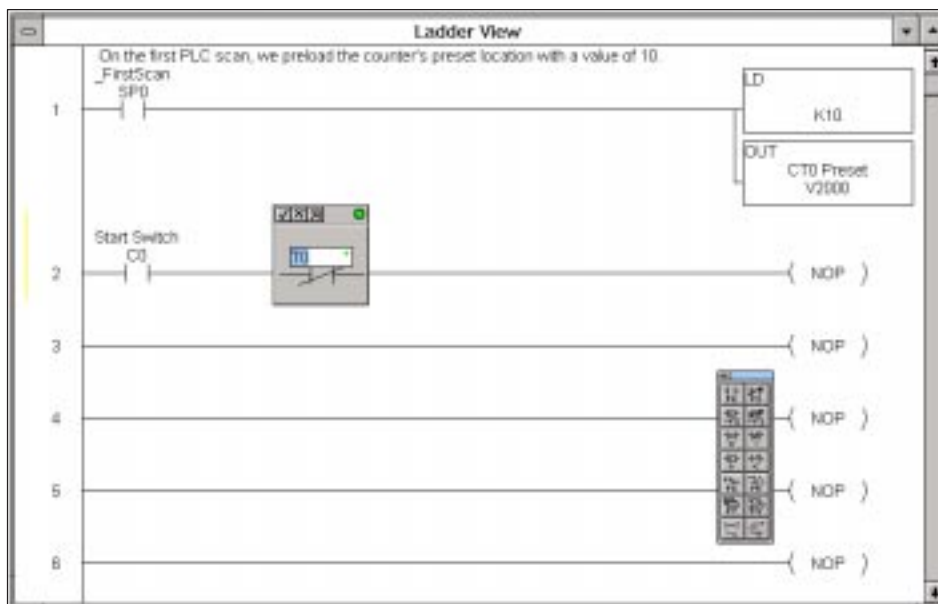 Ladder View
On the first PLC scan, we preload the counter's preset location with a value of 10.
_FirstScan
SP0
1
LD
K10
OUT
CT0 Preset
V2000
Start Switch
C0
T0
2
NOP
3
NOP
4
NOP
5
NOP
6
NOP